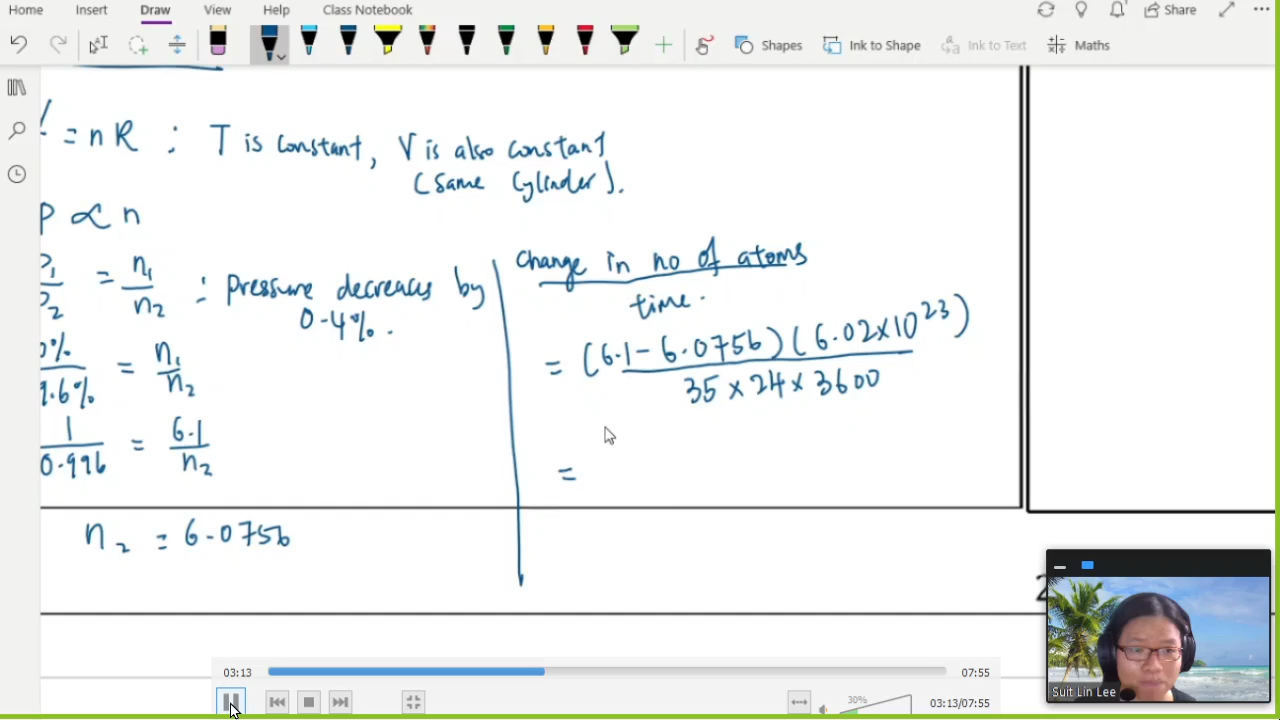 Home Insert Draw View Help Class Notebook Share
Shapes Ink to Shape Ink to Text Maths
= nR : T is constant, V is also constant
(same cylinder).
P ∝ n
= n₁/n₂ : pressure decreases by
0.4%.
= n₁/n₂
1/0.996 = 6.1/n₂
n₂ = 6.0756
change in no of atoms
time.
= (6.1 - 6.0756)(6.02×10²³)
35 × 24 × 3600
=
Suit Lin Lee
03:13 07:55
30% 03:13/07:55